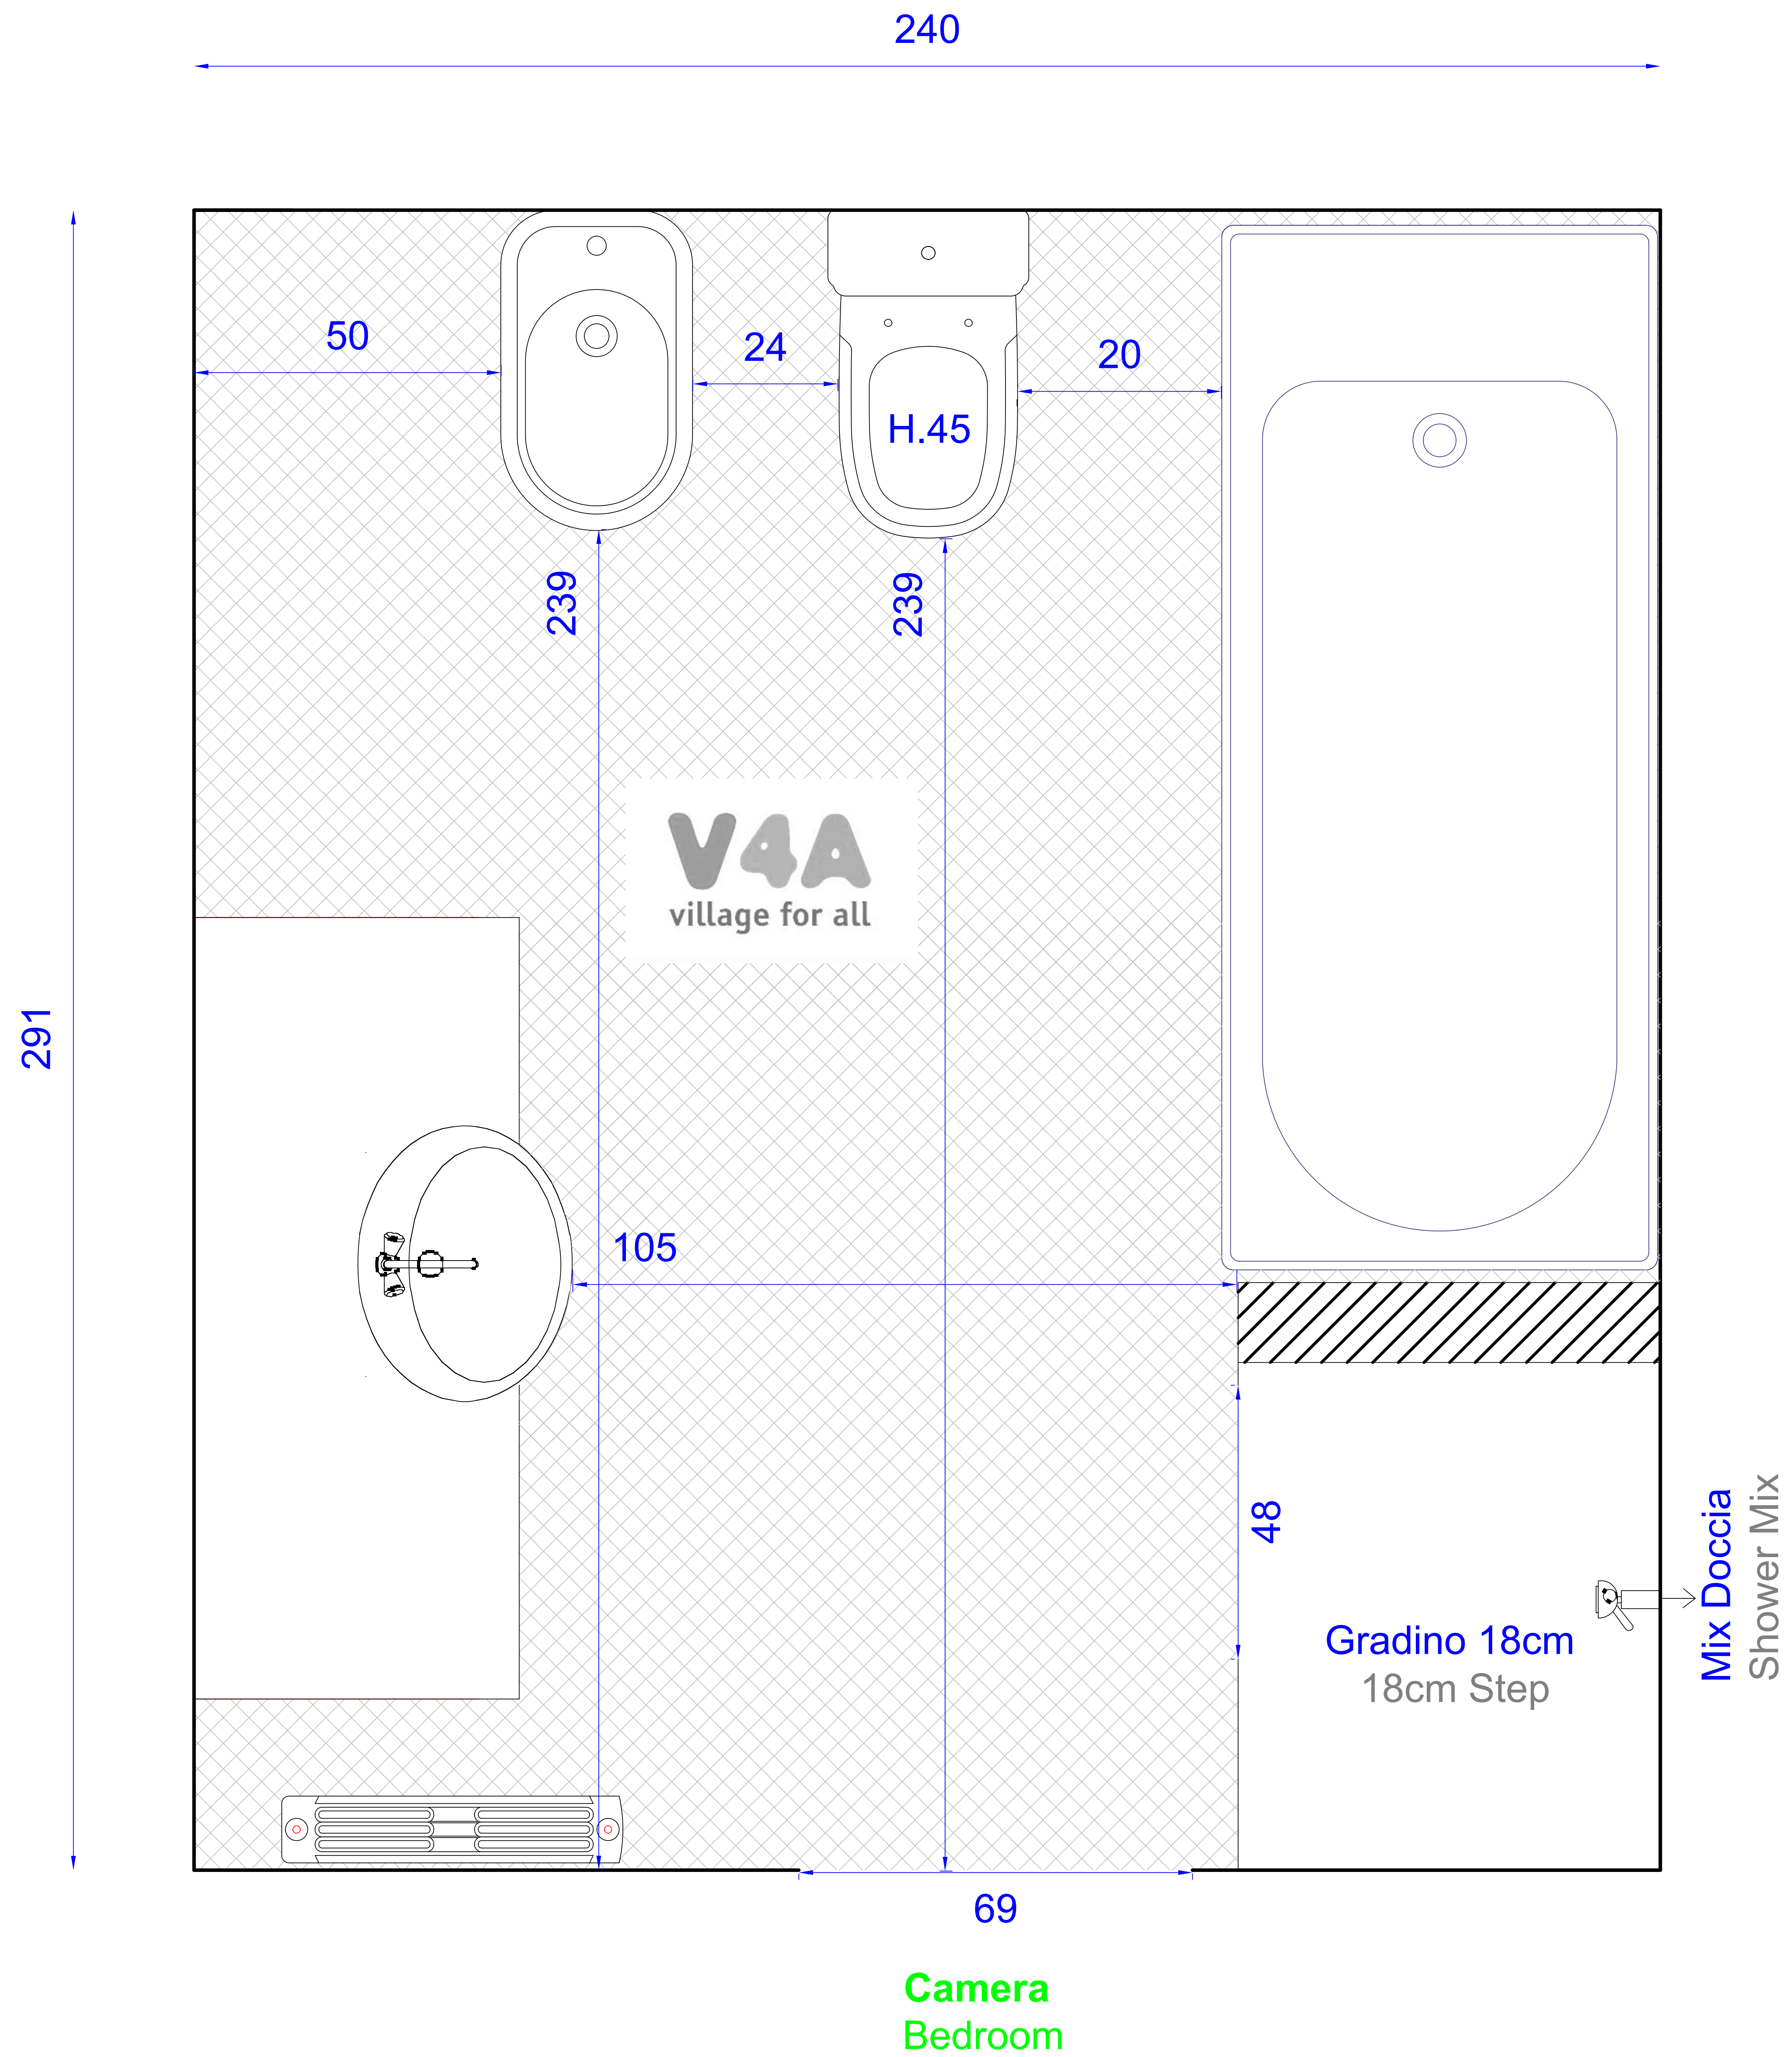 240
50
24
20
H.45
239
239
V4A
village for all
291
105
48
Gradino 18cm
18cm Step
Mix Doccia
Shower Mix
69
Camera
Bedroom